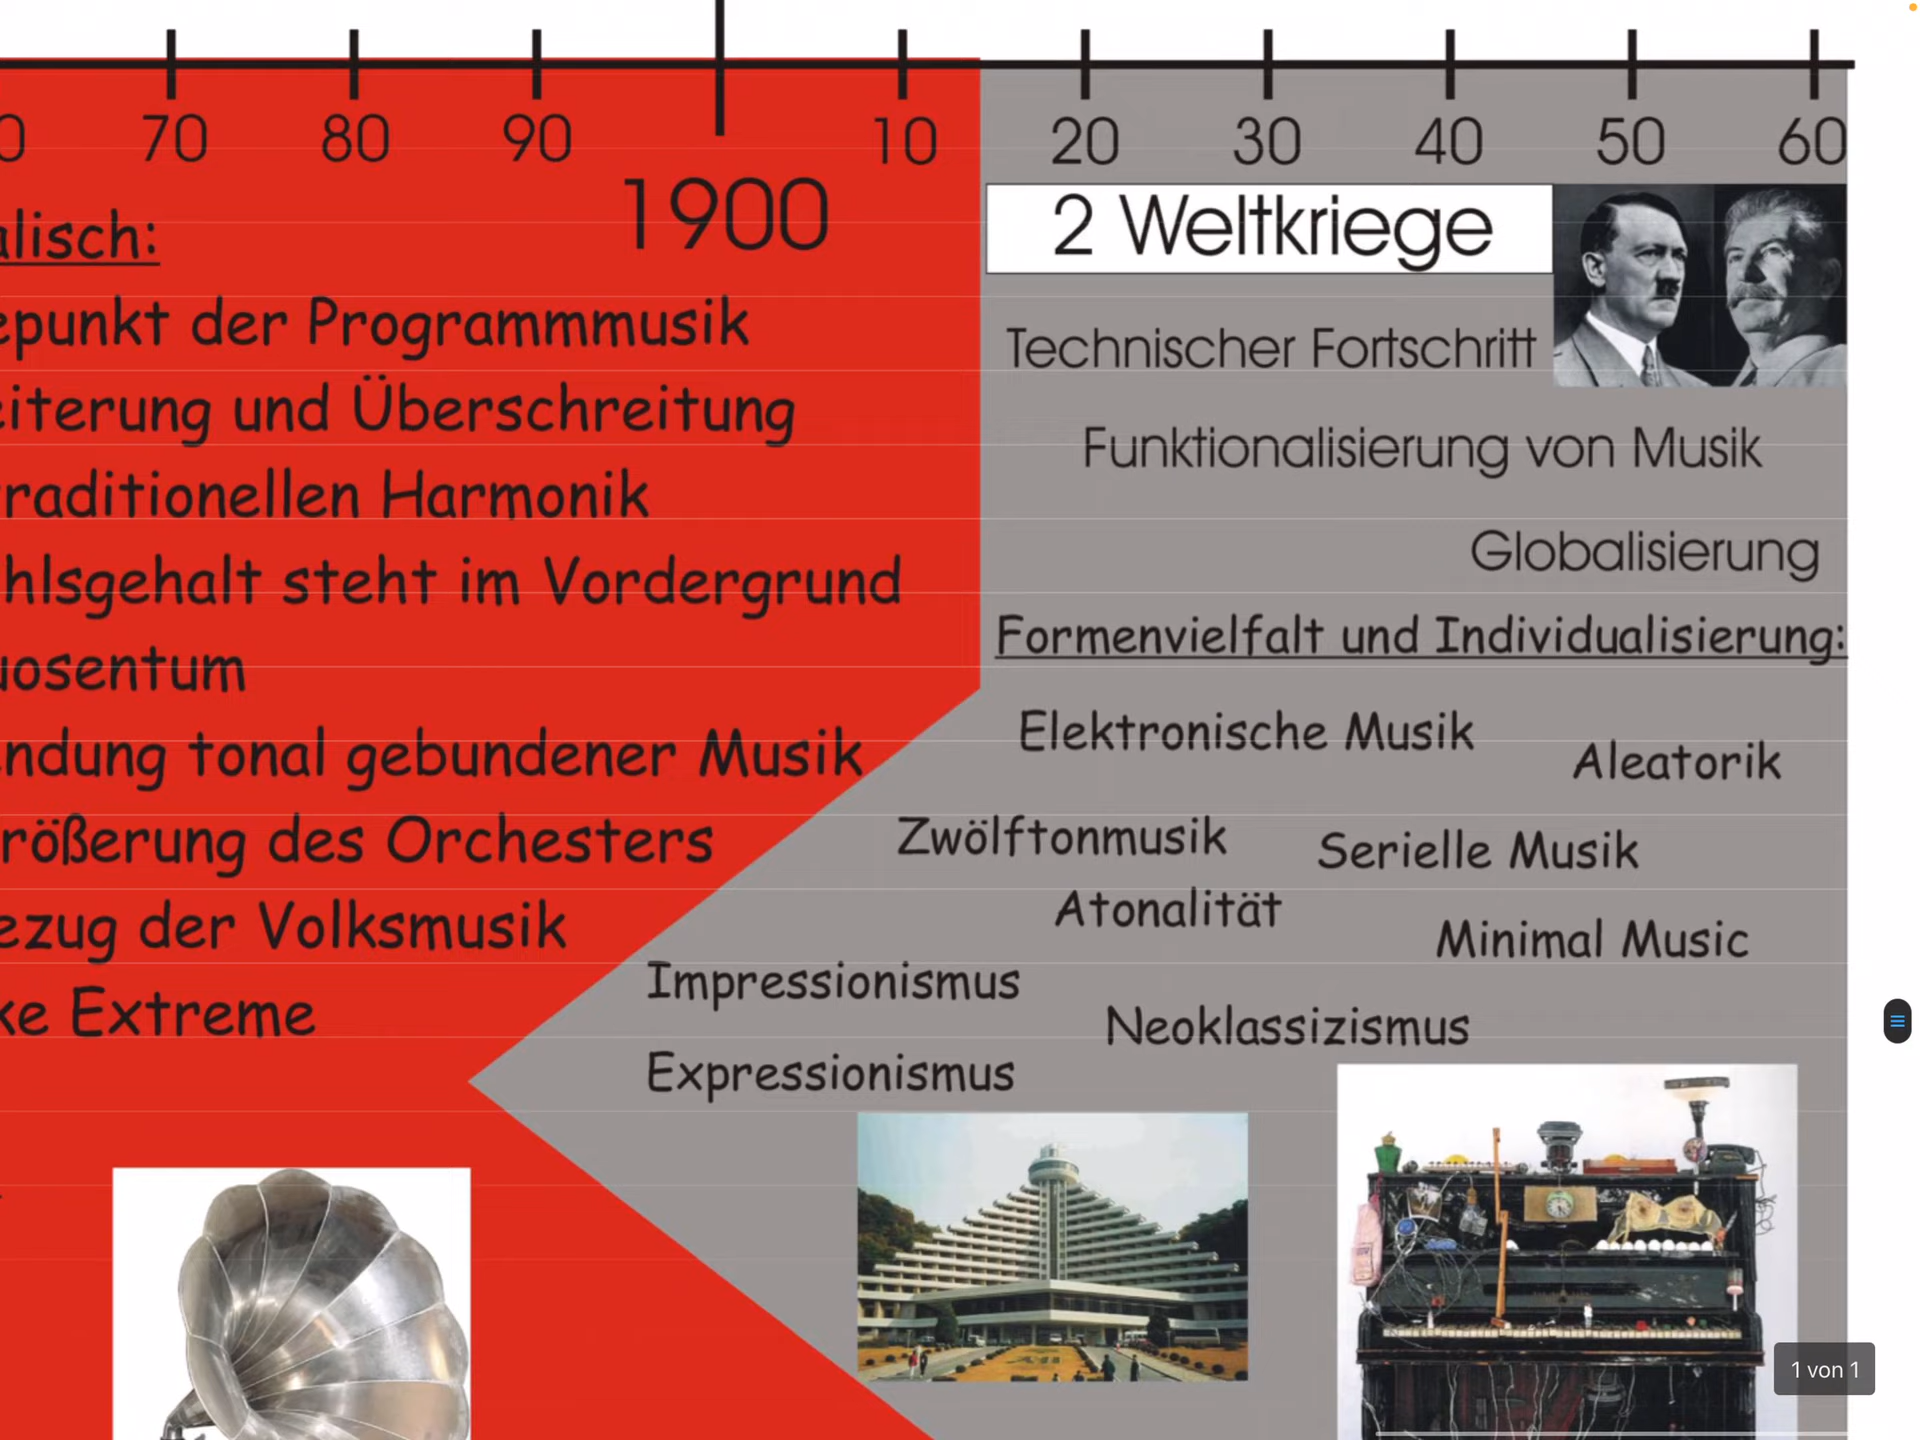 0 70 80 90 10 20 30 40 50 60
1900
2 Weltkriege
alisch:
epunkt der Programmmusik
eiterung und Überschreitung
traditionellen Harmonik
hlsgehalt steht im Vordergrund
uosentum
ndung tonal gebundener Musik
rößerung des Orchesters
ezug der Volksmusik
ke Extreme
Technischer Fortschritt
Funktionalisierung von Musik
Globalisierung
Formenvielfalt und Individualisierung:
Elektronische Musik
Aleatorik
Zwölftonmusik
Serielle Musik
Atonalität
Minimal Music
Impressionismus
Neoklassizismus
Expressionismus
1 von 1